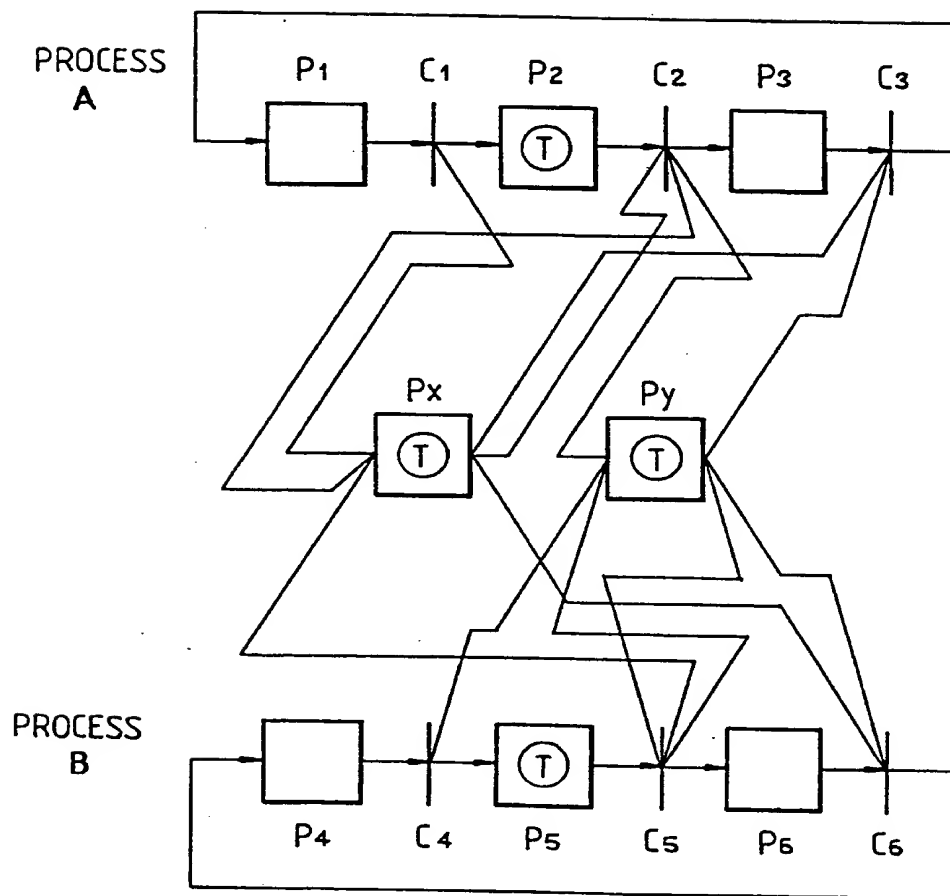 PROCESS
A
P1 C1 P2 C2 P3 C3
T
Px Py
T T
PROCESS
B
T
P4 C4 P5 C5 P6 C6